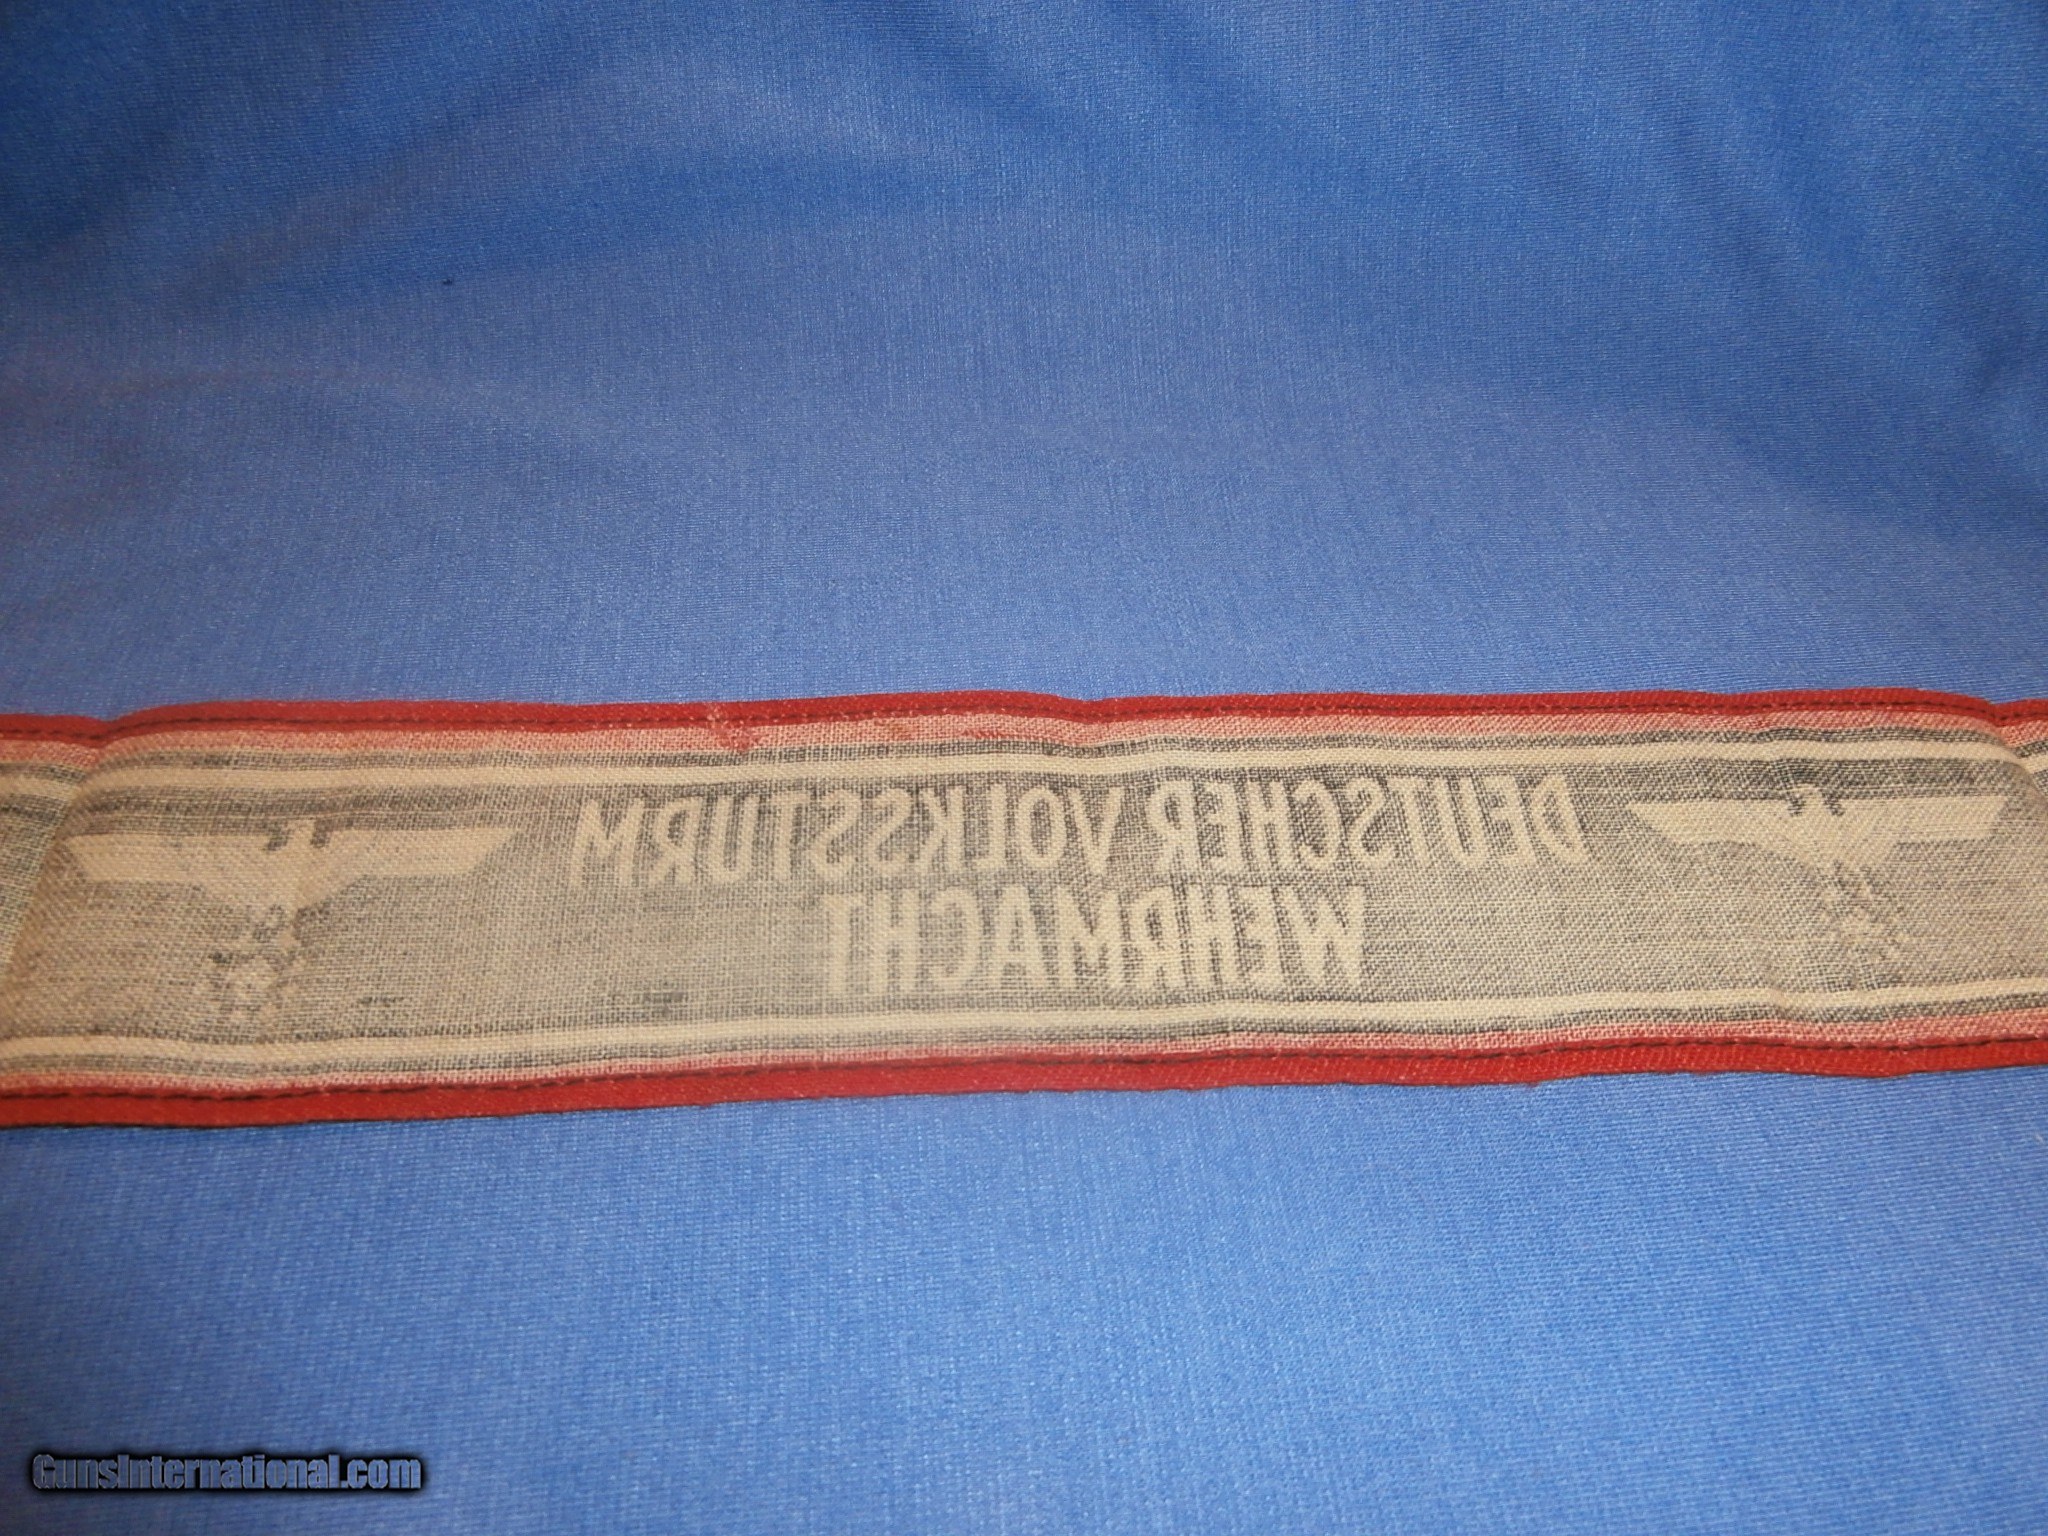 DEUTSCHER VOLKSSTURM
WEHRMACHT
GunsInternational.com